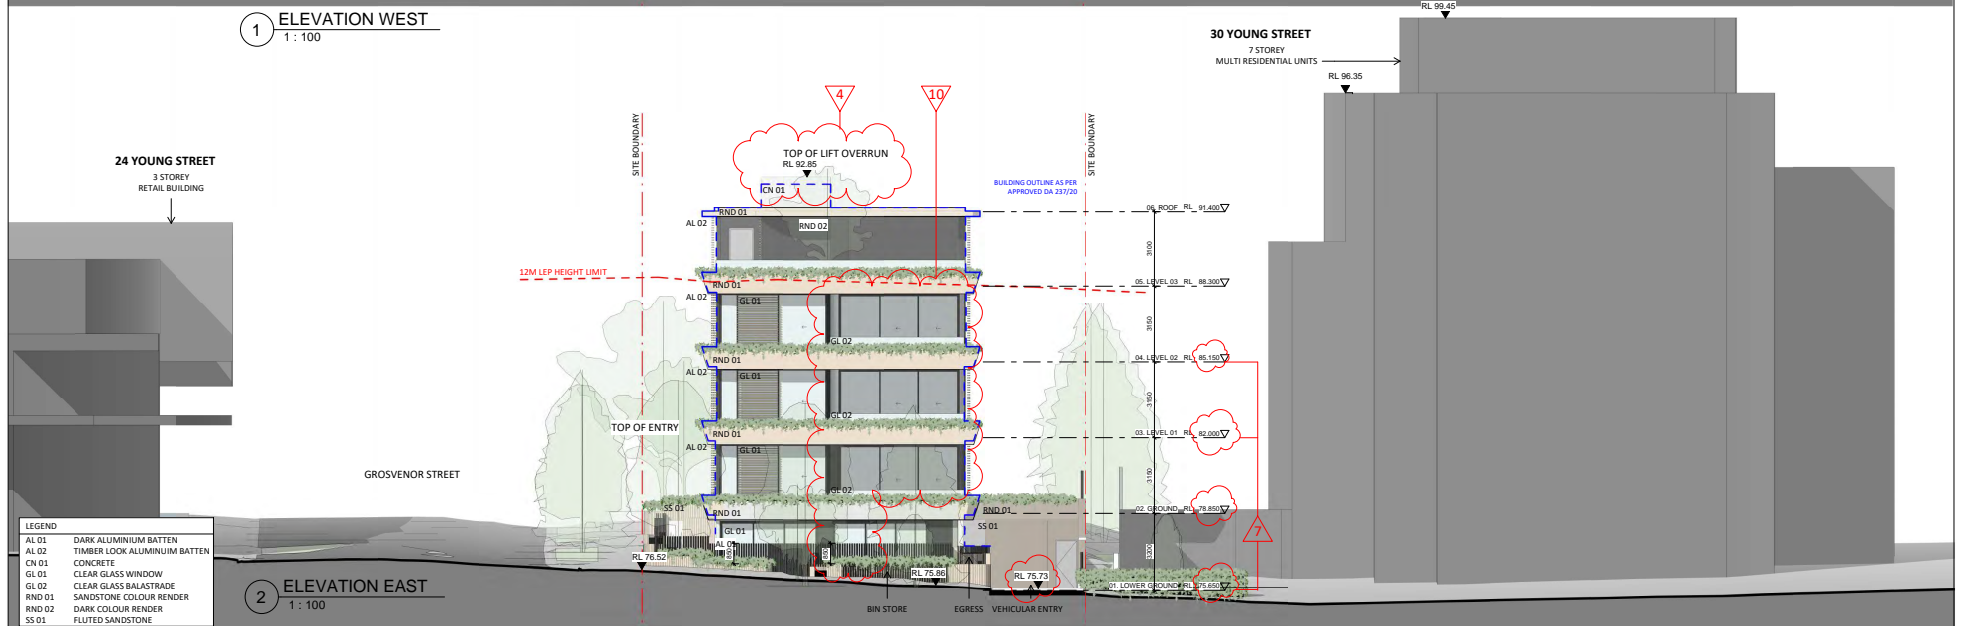 1
ELEVATION WEST
1 : 100
RL 99.45
30 YOUNG STREET
7 STOREY
MULTI RESIDENTIAL UNITS
RL 96.35
4
10
SITE BOUNDARY
SITE BOUNDARY
24 YOUNG STREET
3 STOREY
RETAIL BUILDING
TOP OF LIFT OVERRUN
RL 92.85
CN 01
BUILDING OUTLINE AS PER
APPROVED DA 237/20
RND 01
AL 02
RND 02
06. ROOF RL 91.400
3100
12M LEP HEIGHT LIMIT
RND 01
05. LEVEL 03 RL 88.300
AL 02
GL 01
3150
GL 02
RND 01
04. LEVEL 02 RL 85.150
AL 02
3150
GL 02
TOP OF ENTRY
RND 01
03. LEVEL 01 RL 82.000
AL 02
GL 01
3150
GROSVENOR STREET
GL 02
SS 01
RND 01
RND 01
02. GROUND RL 78.850
SS 01
GL 01
7
AL 01
850
850
3200
RL 76.52
RL 75.86
RL 75.73
01. LOWER GROUND RL 75.650
BIN STORE
EGRESS
VEHICULAR ENTRY
LEGEND
AL 01 DARK ALUMINIUM BATTEN
AL 02 TIMBER LOOK ALUMINUIM BATTEN
CN 01 CONCRETE
GL 01 CLEAR GLASS WINDOW
GL 02 CLEAR GLASS BALASTRADE
RND 01 SANDSTONE COLOUR RENDER
RND 02 DARK COLOUR RENDER
SS 01 FLUTED SANDSTONE
2
ELEVATION EAST
1 : 100